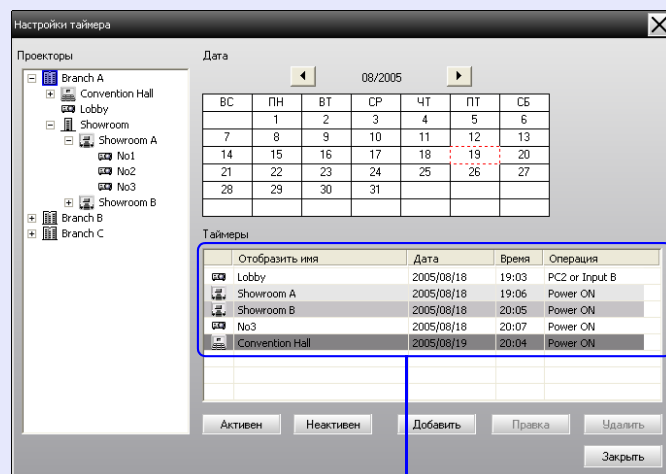 Настройки таймера
Проекторы
Branch A
Convention Hall
Lobby
Showroom
Showroom A
No1
No2
No3
Showroom B
Branch B
Branch C
Дата
08/2005
ВС ПН ВТ СР ЧТ ПТ СБ
1 2 3 4 5 6
7 8 9 10 11 12 13
14 15 16 17 18 19 20
21 22 23 24 25 26 27
28 29 30 31
Таймеры
Отобразить имя Дата Время Операция
Lobby 2005/08/18 19:03 PC2 or Input B
Showroom A 2005/08/18 19:06 Power ON
Showroom B 2005/08/18 20:05 Power ON
No3 2005/08/18 20:07 Power ON
Convention Hall 2005/08/19 20:04 Power ON
Активен Неактивен Добавить Правка Удалить
Закрыть